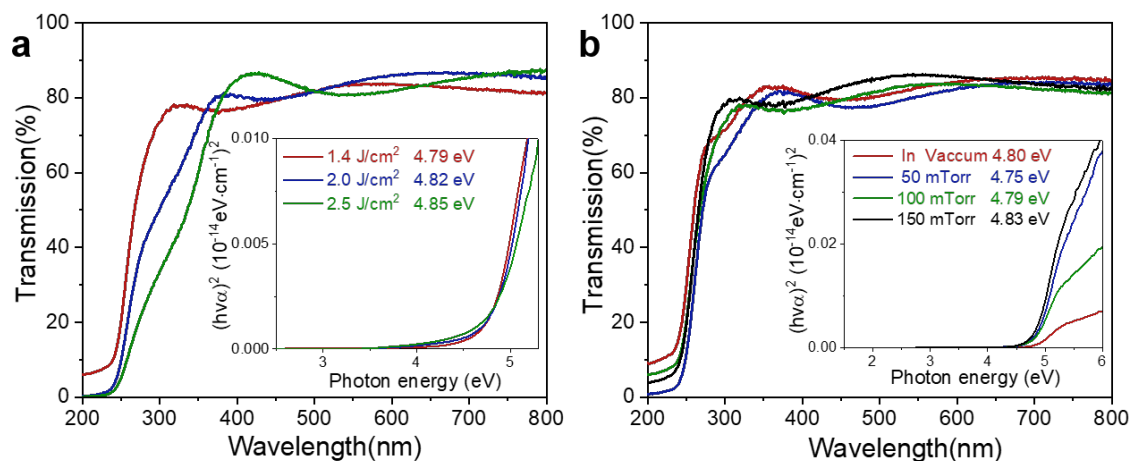 a
Transmission(%)
100
80
60
40
20
0
200 300 400 500 600 700 800
Wavelength(nm)
(hνα)² (10⁻¹⁴eV·cm⁻¹)²
0.010
0.005
0.000
3 4 5
Photon energy (eV)
1.4 J/cm² 4.79 eV
2.0 J/cm² 4.82 eV
2.5 J/cm² 4.85 eV
b
Transmission(%)
100
80
60
40
20
0
200 300 400 500 600 700 800
Wavelength(nm)
(hνα)² (10⁻¹⁴eV·cm⁻¹)²
0.04
0.02
0.00
2 3 4 5 6
Photon energy (eV)
In Vaccum 4.80 eV
50 mTorr 4.75 eV
100 mTorr 4.79 eV
150 mTorr 4.83 eV